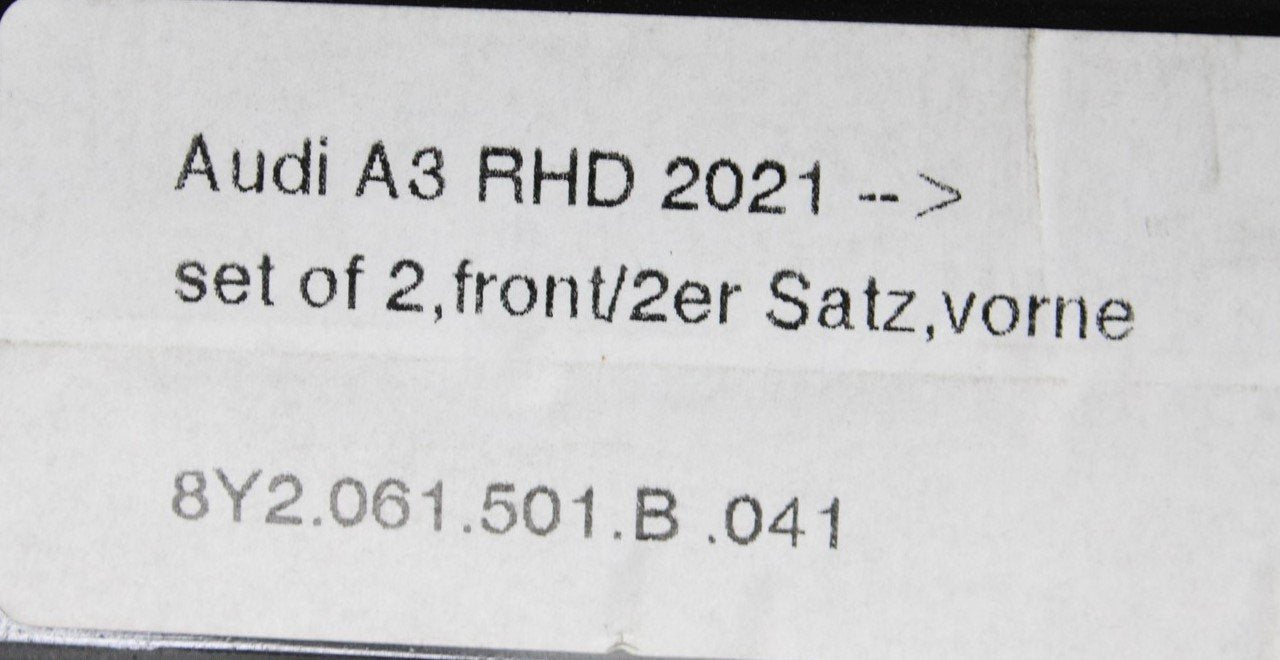 Audi A3 RHD 2021 -->
set of 2,front/2er Satz,vorne
8Y2.061.501.B .041